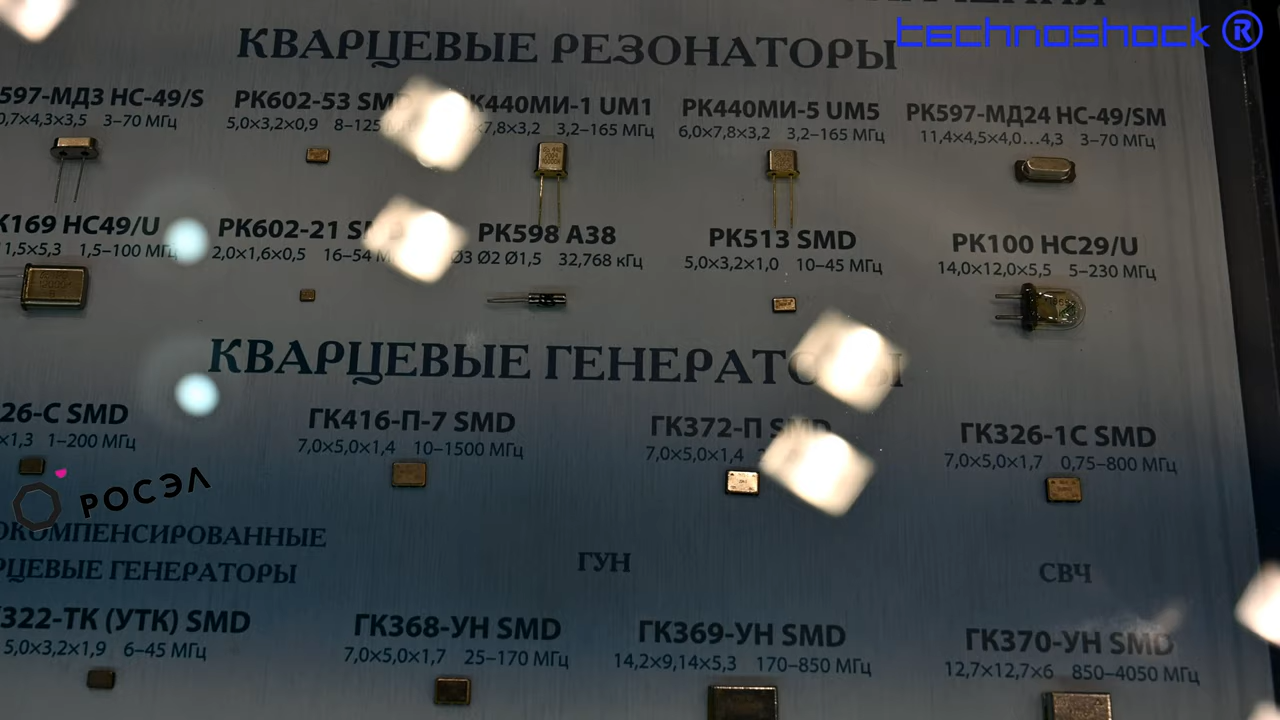 technoshock ®
КВАРЦЕВЫЕ РЕЗОНАТОРЫ
597-МД3 HC-49/S РК602-53 SMD К440МИ-1 UM1 РК440МИ-5 UM5 РК597-МД24 HC-49/SM
0,7×4,3×3,5 3–70 МГц 5,0×3,2×0,9 8–125 7,8×3,2 3,2–165 МГц 6,0×7,8×3,2 3,2–165 МГц 11,4×4,5×4,0...4,3 3–70 МГц
К169 НС49/U РК602-21 РК598 А38 РК513 SMD РК100 НС29/U
11,5×5,3 1,5–100 МГц 2,0×1,6×0,5 16–54 Ø3 Ø2 Ø1,5 32,768 кГц 5,0×3,2×1,0 10–45 МГц 14,0×12,0×5,5 5–230 МГц
КВАРЦЕВЫЕ ГЕНЕРАТОРЫ
26-С SMD ГК416-П-7 SMD ГК372-П SMD ГК326-1С SMD
×1,3 1–200 МГц 7,0×5,0×1,4 10–1500 МГц 7,0×5,0×1,4 7,0×5,0×1,7 0,75–800 МГц
РОСЭЛ
ОКОМПЕНСИРОВАННЫЕ
РЦЕВЫЕ ГЕНЕРАТОРЫ ГУН СВЧ
322-ТК (УТК) SMD ГК368-УН SMD ГК369-УН SMD ГК370-УН SMD
5,0×3,2×1,9 6–45 МГц 7,0×5,0×1,7 25–170 МГц 14,2×9,14×5,3 170–850 МГц 12,7×12,7×6 850–4050 МГц